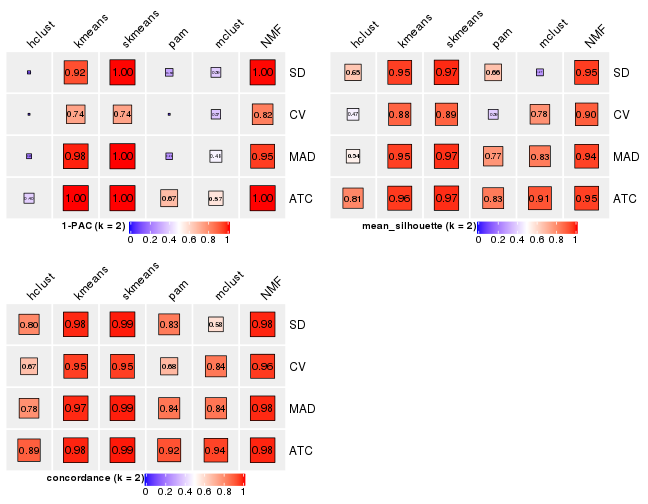 hclust kmeans skmeans pam mclust NMF
0.92 1.00 1.00 SD
0.74 0.74 0.82 CV
0.98 1.00 0.48 0.95 MAD
1.00 1.00 0.67 0.57 1.00 ATC
1-PAC (k = 2)
0 0.2 0.4 0.6 0.8 1
hclust kmeans skmeans pam mclust NMF
0.65 0.95 0.97 0.66 0.95 SD
0.47 0.88 0.89 0.78 0.90 CV
0.54 0.95 0.97 0.77 0.83 0.94 MAD
0.81 0.96 0.97 0.83 0.91 0.95 ATC
mean_silhouette (k = 2)
0 0.2 0.4 0.6 0.8 1
hclust kmeans skmeans pam mclust NMF
0.80 0.98 0.99 0.83 0.58 0.98 SD
0.67 0.95 0.95 0.68 0.84 0.96 CV
0.78 0.97 0.99 0.84 0.84 0.98 MAD
0.89 0.98 0.99 0.92 0.94 0.98 ATC
concordance (k = 2)
0 0.2 0.4 0.6 0.8 1